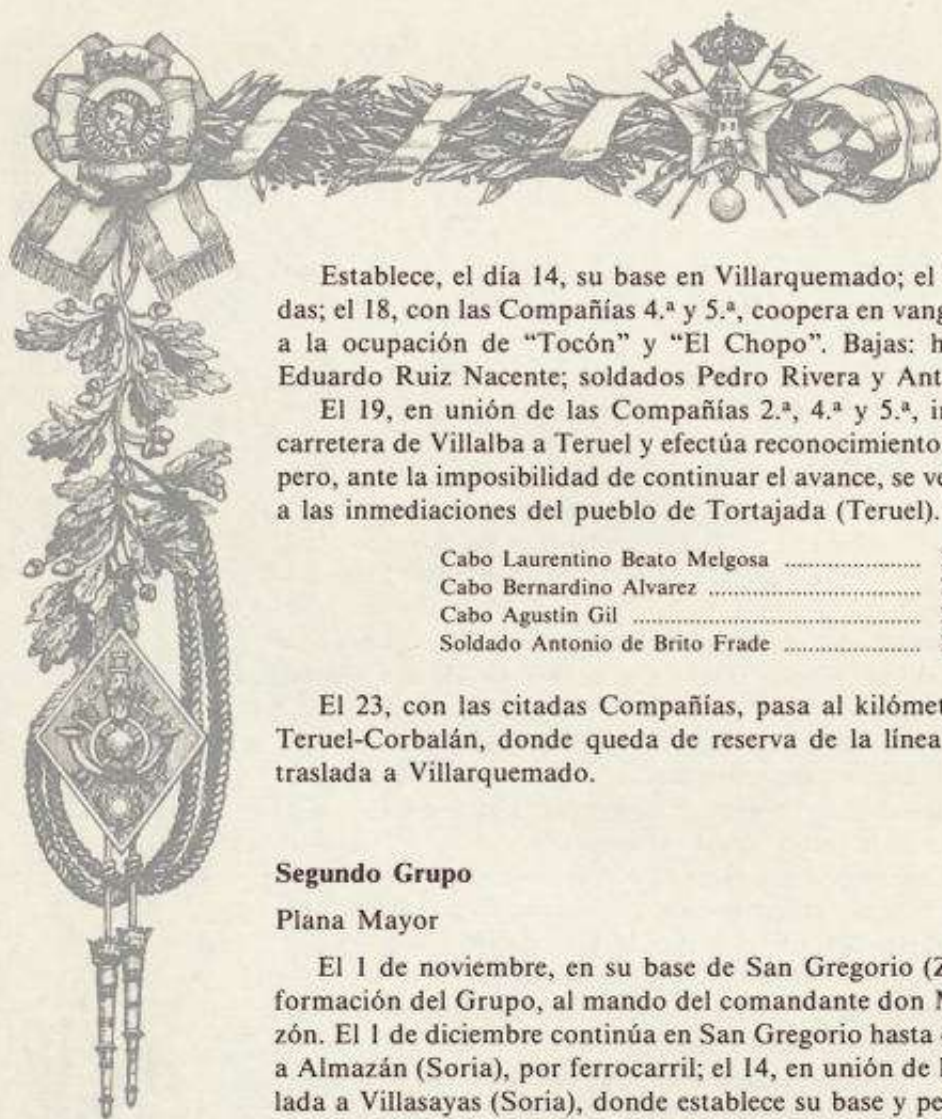 Establece, el día 14, su base en Villarquemado; el
das; el 18, con las Compañías 4.ª y 5.ª, coopera en vang
a la ocupación de “Tocón” y “El Chopo”. Bajas: h
Eduardo Ruiz Nacente; soldados Pedro Rivera y Ant
El 19, en unión de las Compañías 2.ª, 4.ª y 5.ª, in
carretera de Villalba a Teruel y efectúa reconocimiento
pero, ante la imposibilidad de continuar el avance, se ve
a las inmediaciones del pueblo de Tortajada (Teruel).
Cabo Laurentino Beato Melgosa ......................
Cabo Bernardino Alvarez ..................................
Cabo Agustín Gil ..............................................
Soldado Antonio de Brito Frade ......................
El 23, con las citadas Compañías, pasa al kilómet
Teruel-Corbalán, donde queda de reserva de la línea
traslada a Villarquemado.
Segundo Grupo
Plana Mayor
El 1 de noviembre, en su base de San Gregorio (Z
formación del Grupo, al mando del comandante don M
zón. El 1 de diciembre continúa en San Gregorio hasta
a Almazán (Soria), por ferrocarril; el 14, en unión de l
lada a Villasayas (Soria), donde establece su base y pe